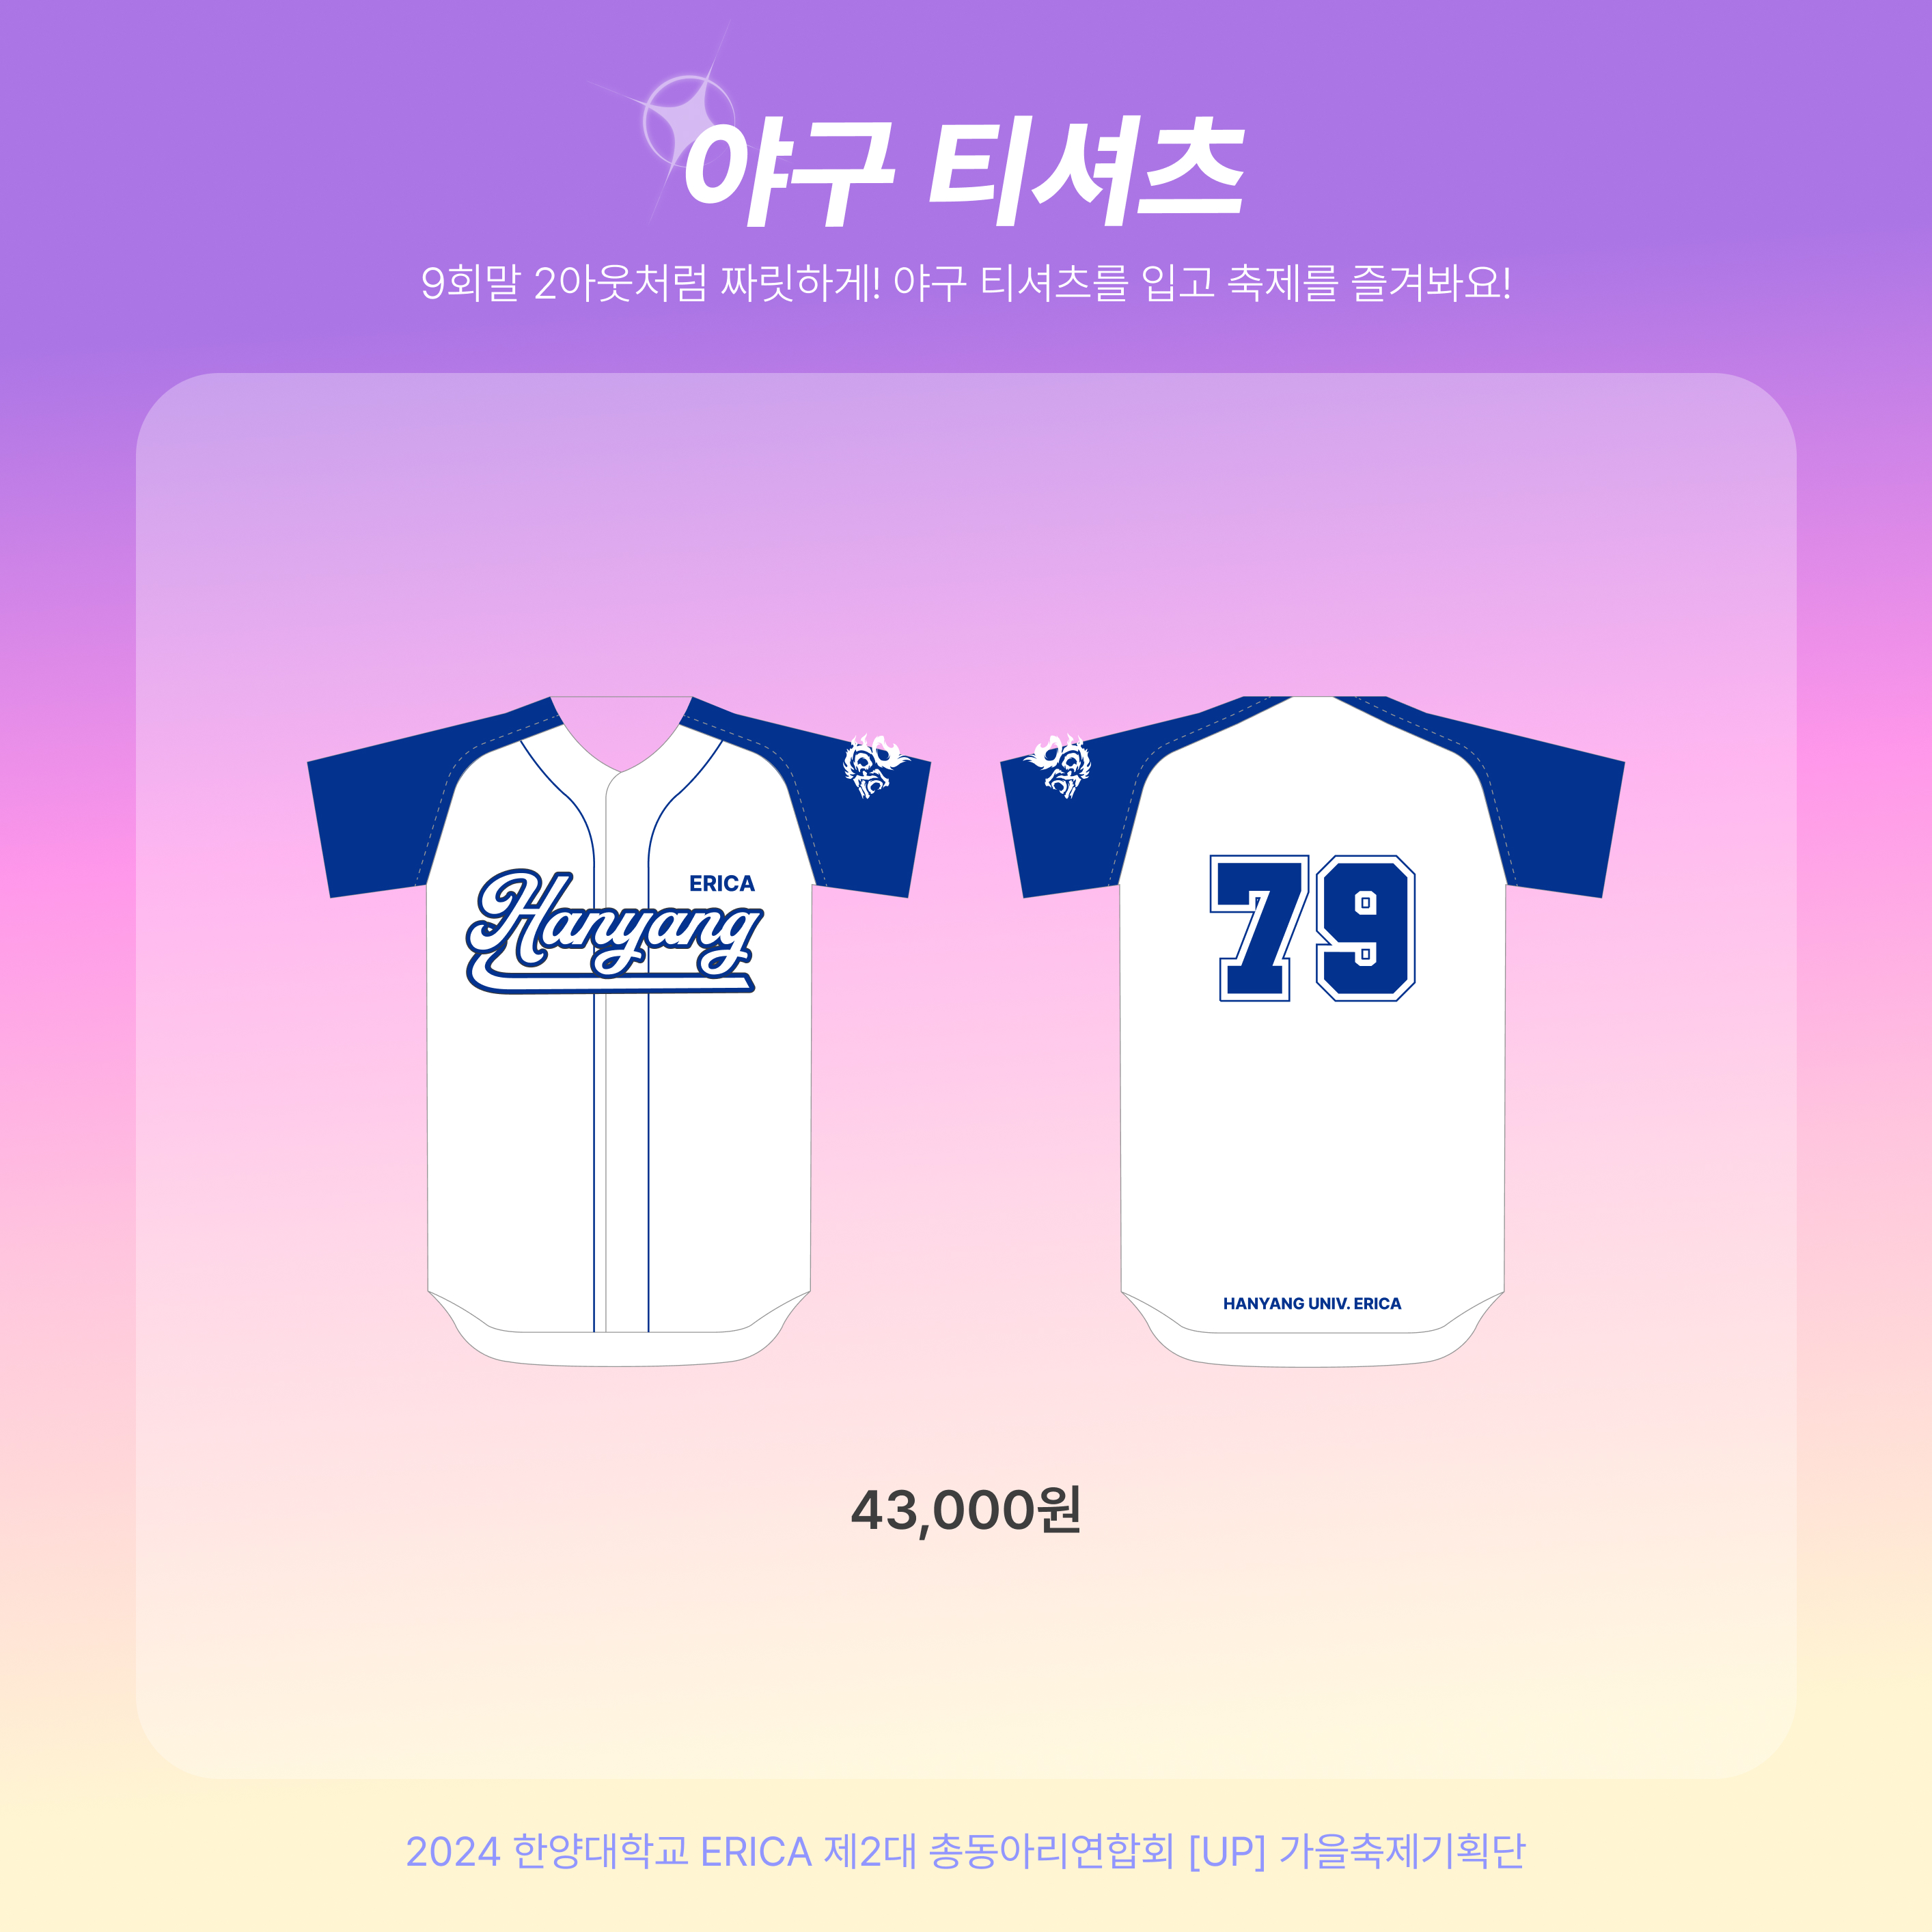 야구 티셔츠
9회말 2아웃처럼 짜릿하게! 야구 티셔츠를 입고 축제를 즐겨봐요!
ERICA
Hanyang
79
HANYANG UNIV. ERICA
43,000원
2024 한양대학교 ERICA 제2대 총동아리연합회 [UP] 가을축제기획단